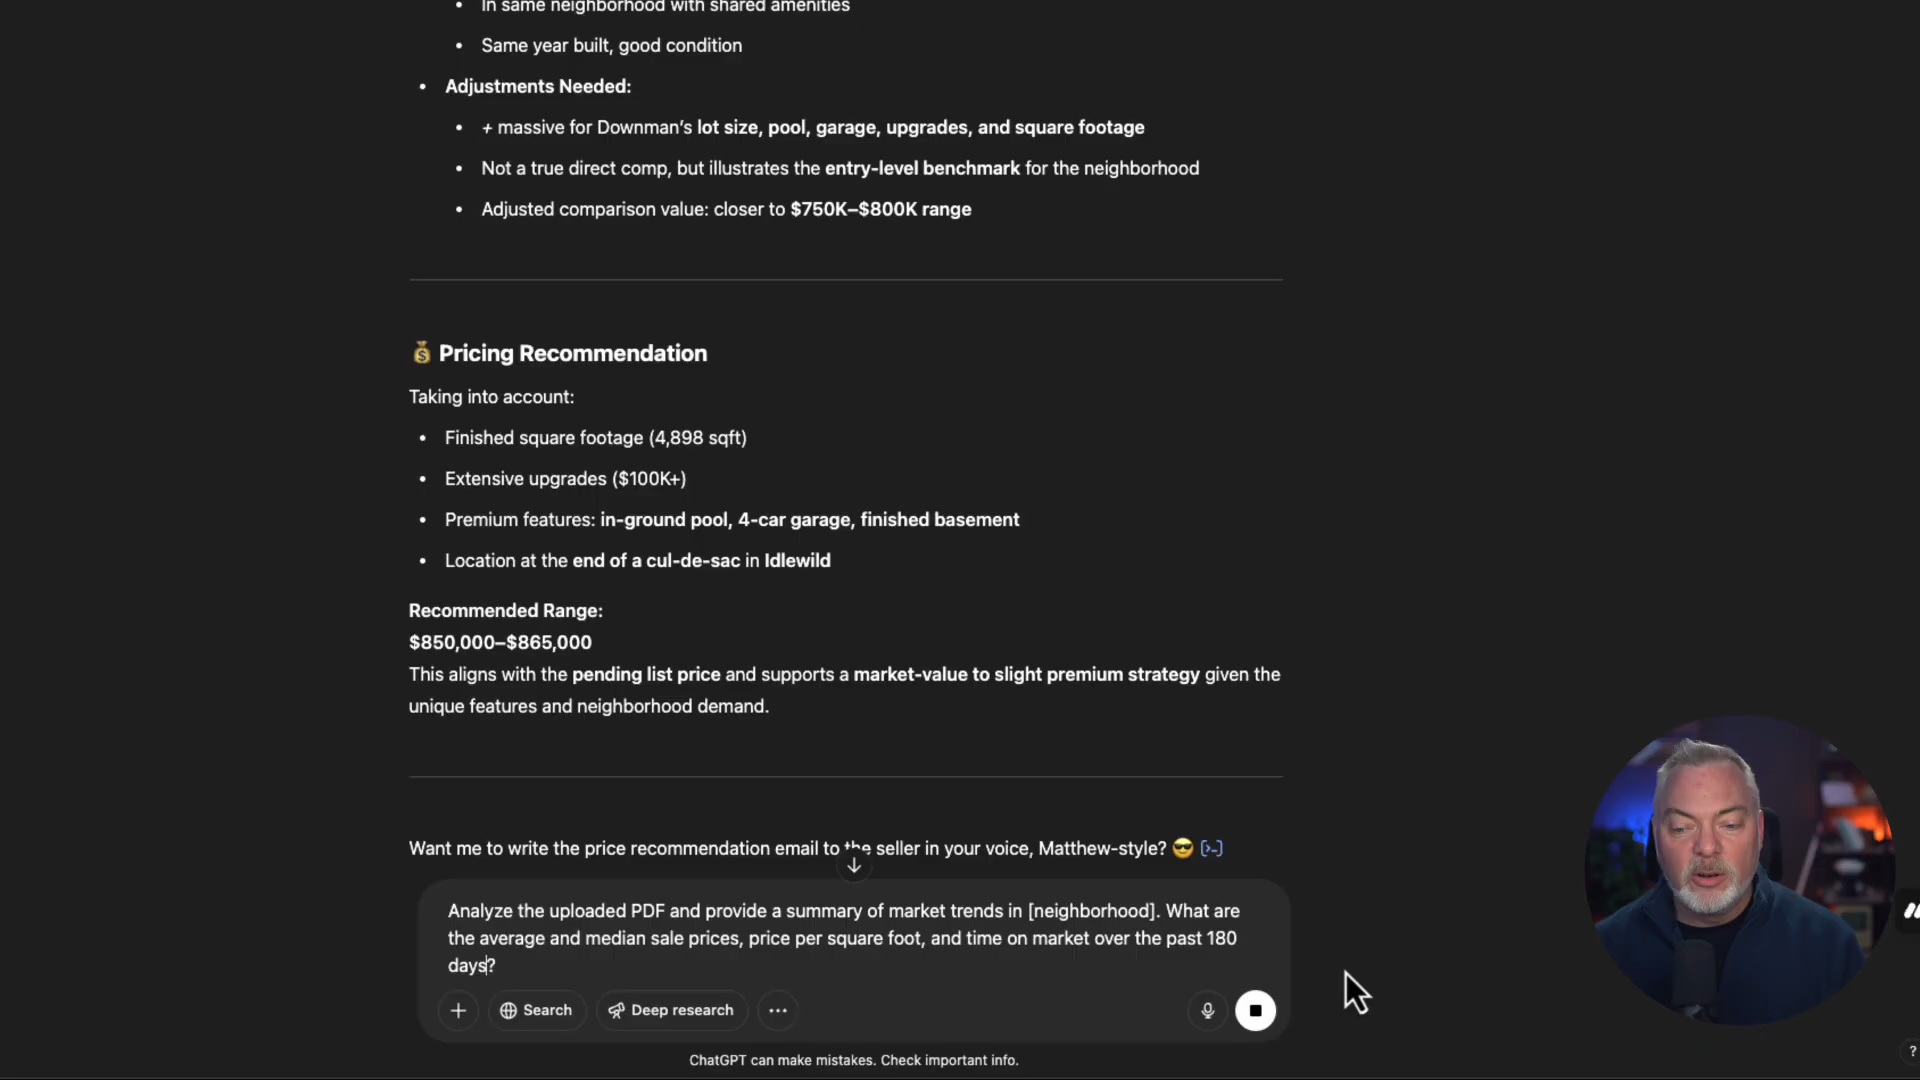 In same neighborhood with shared amenities
Same year built, good condition
Adjustments Needed:
+ massive for Downman’s lot size, pool, garage, upgrades, and square footage
Not a true direct comp, but illustrates the entry-level benchmark for the neighborhood
Adjusted comparison value: closer to $750K–$800K range
Pricing Recommendation
Taking into account:
Finished square footage (4,898 sqft)
Extensive upgrades ($100K+)
Premium features: in-ground pool, 4-car garage, finished basement
Location at the end of a cul-de-sac in Idlewild
Recommended Range:
$850,000–$865,000
This aligns with the pending list price and supports a market-value to slight premium strategy given the
unique features and neighborhood demand.
Want me to write the price recommendation email to the seller in your voice, Matthew-style?
Analyze the uploaded PDF and provide a summary of market trends in [neighborhood]. What are
the average and median sale prices, price per square foot, and time on market over the past 180
days?
Search
Deep research
ChatGPT can make mistakes. Check important info.
?